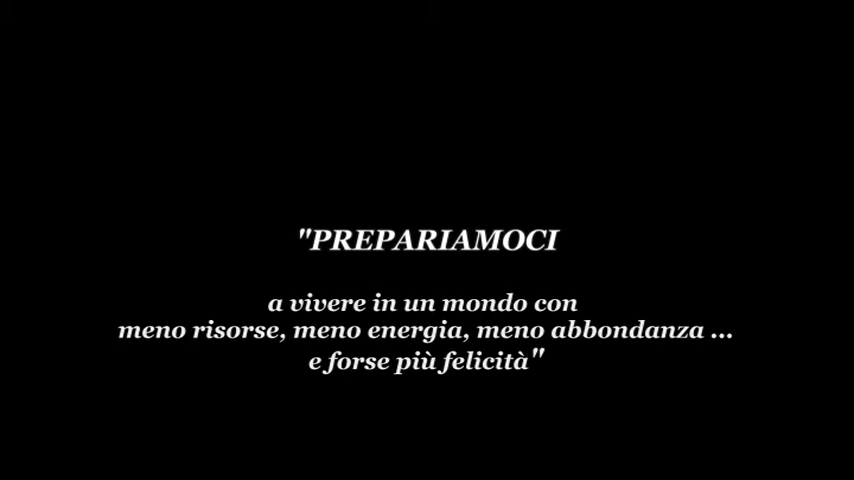 "PREPARIAMOCI
a vivere in un mondo con
meno risorse, meno energia, meno abbondanza ...
e forse più felicità"